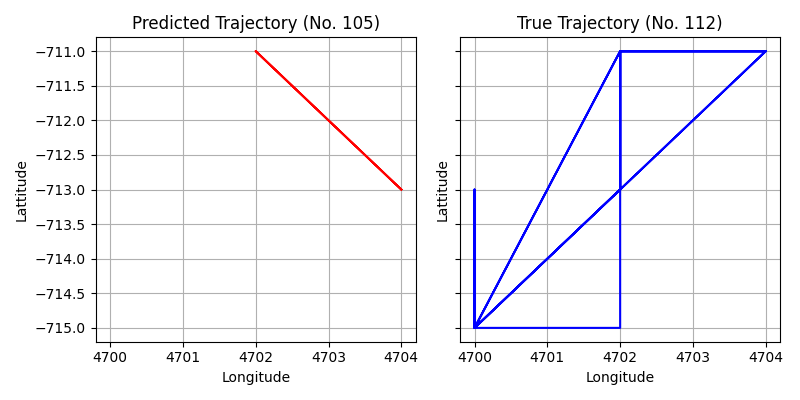 Predicted Trajectory (No. 105)
−711.0
−711.5
−712.0
−712.5
−713.0
−713.5
−714.0
−714.5
−715.0
Lattitude
4700 4701 4702 4703 4704
Longitude
True Trajectory (No. 112)
Lattitude
4700 4701 4702 4703 4704
Longitude